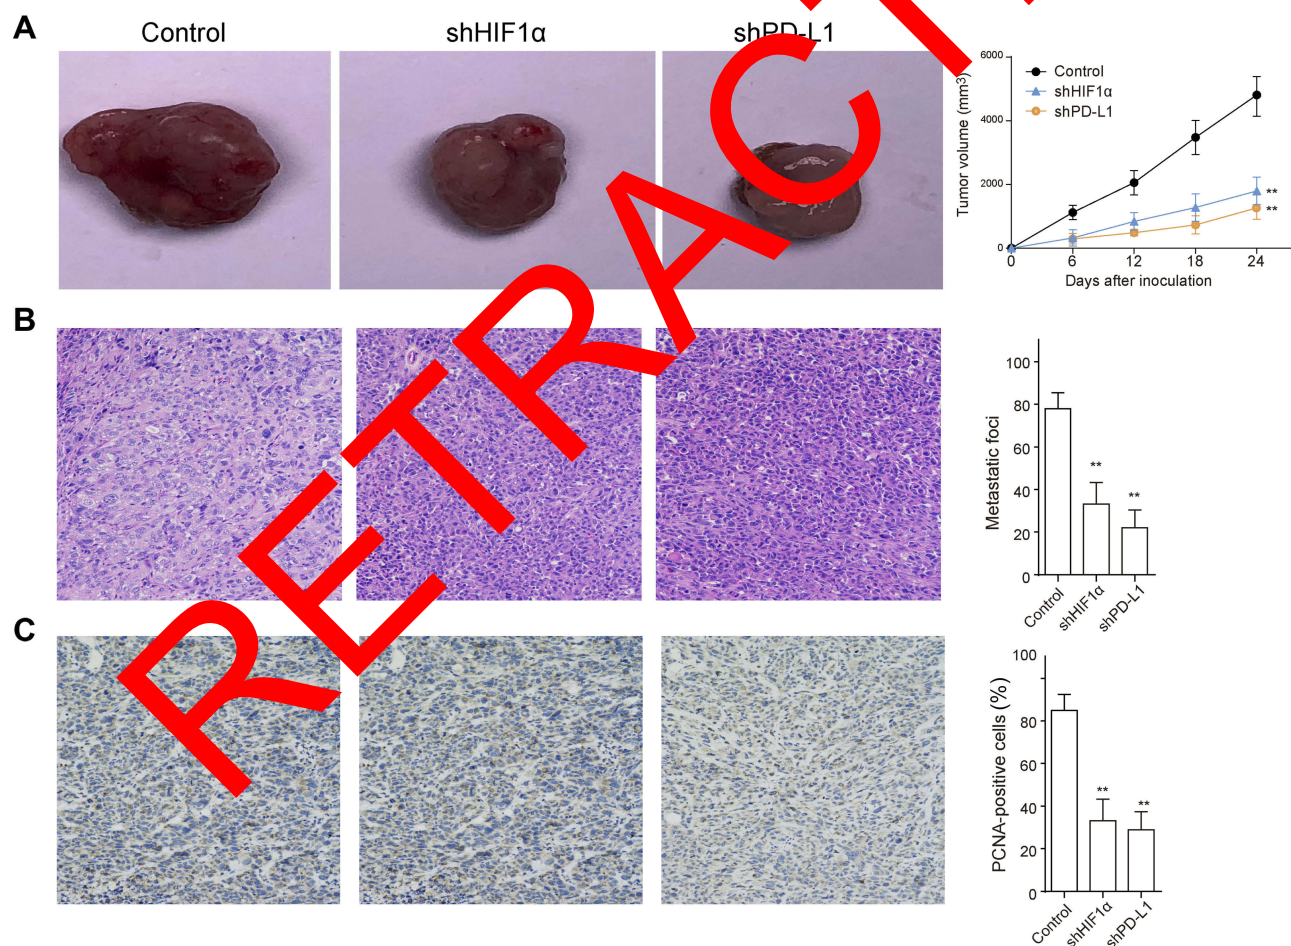 A
Control
shHIF1α
shPD-L1
Tumor volume (mm3)
6000
4000
2000
0
Control
shHIF1α
shPD-L1
**
**
0
6
12
18
24
Days after inoculation
B
Metastatic foci
100
80
60
40
20
0
**
**
Control
shHIF1α
shPD-L1
C
PCNA-positive cells (%)
100
80
60
40
20
0
**
**
Control
shHIF1α
shPD-L1
RETRACT